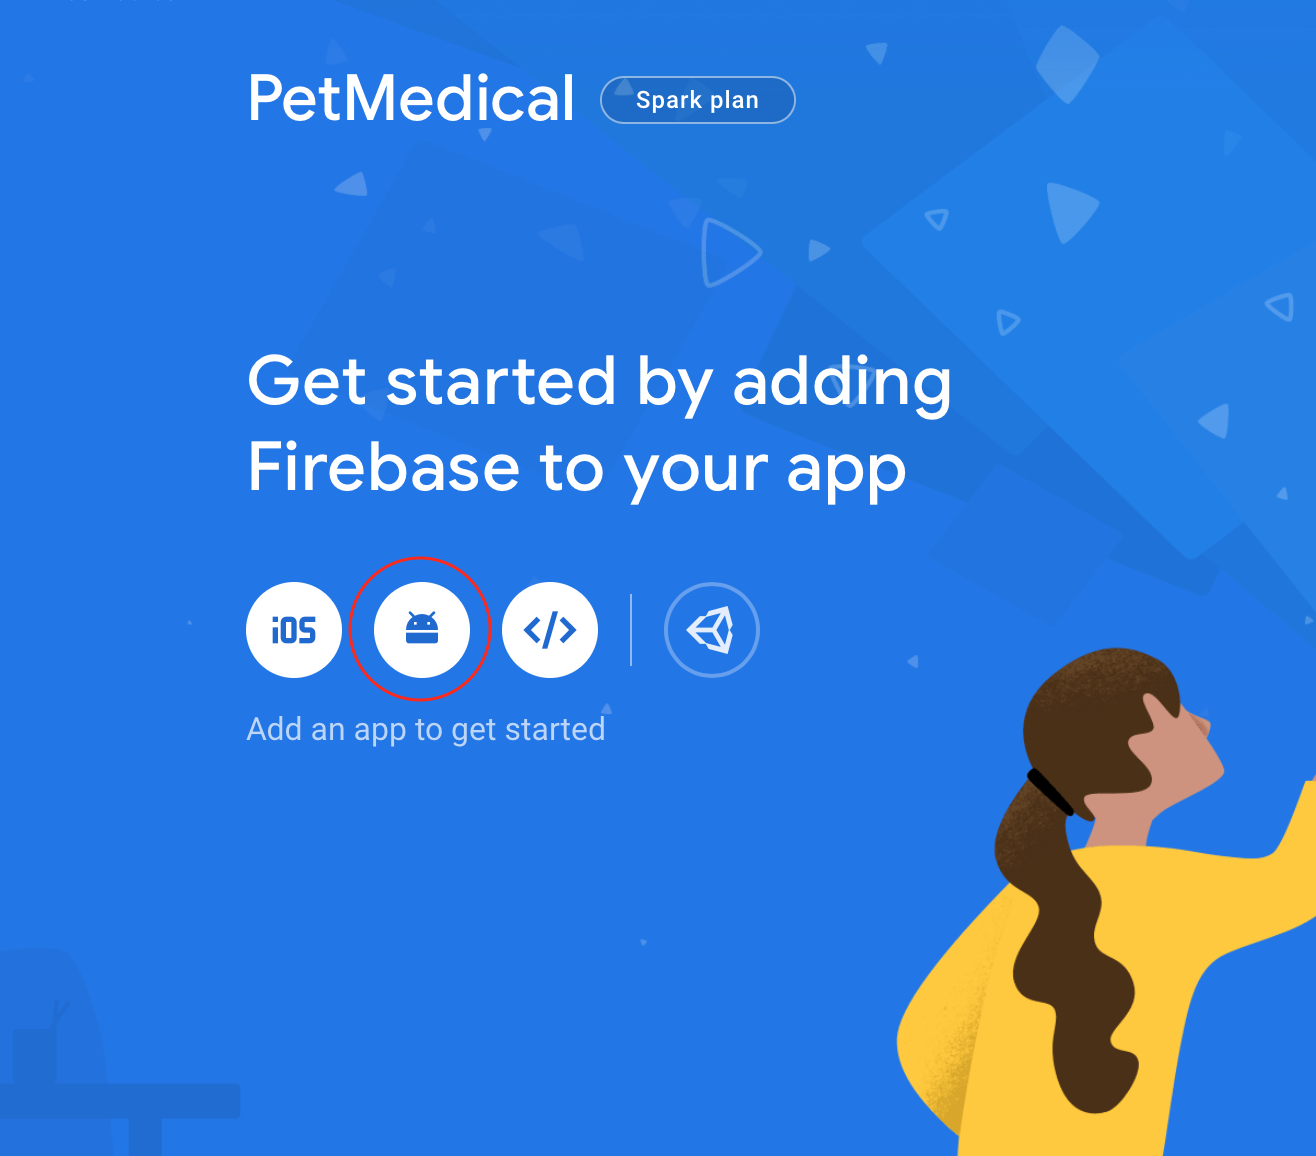 PetMedical
Spark plan
Get started by adding
Firebase to your app
iOS
</>
Add an app to get started